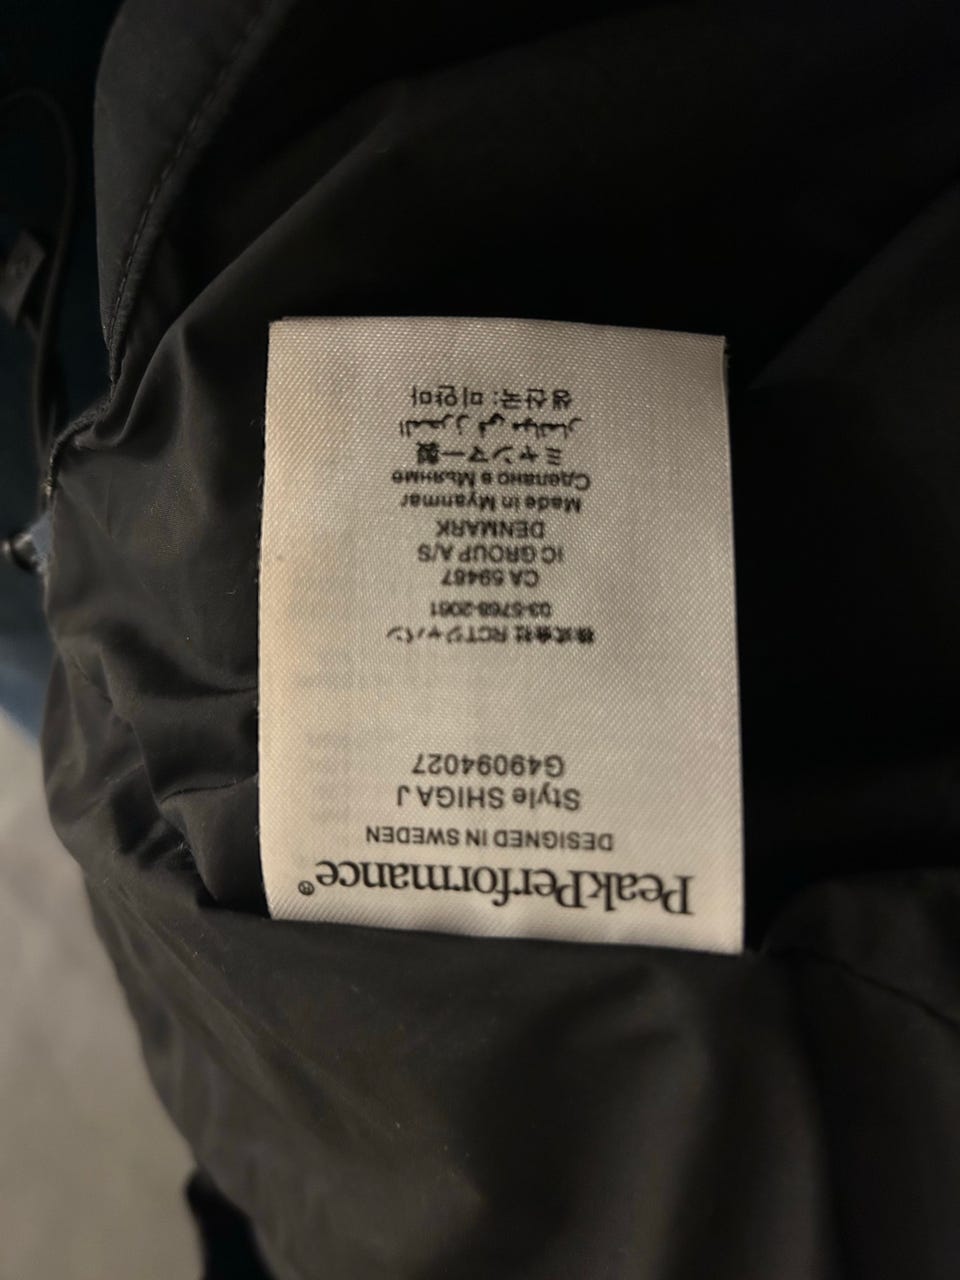 PeakPerformance®
DESIGNED IN SWEDEN
Style SHIGA J
G49094027
株式会社 RCTジャパン
03-5768-2061
CA 59467
IC GROUP A/S
DENMARK
Made in Myanmar
Сделано в Мьянме
ミャンマー製
생산국: 미얀마